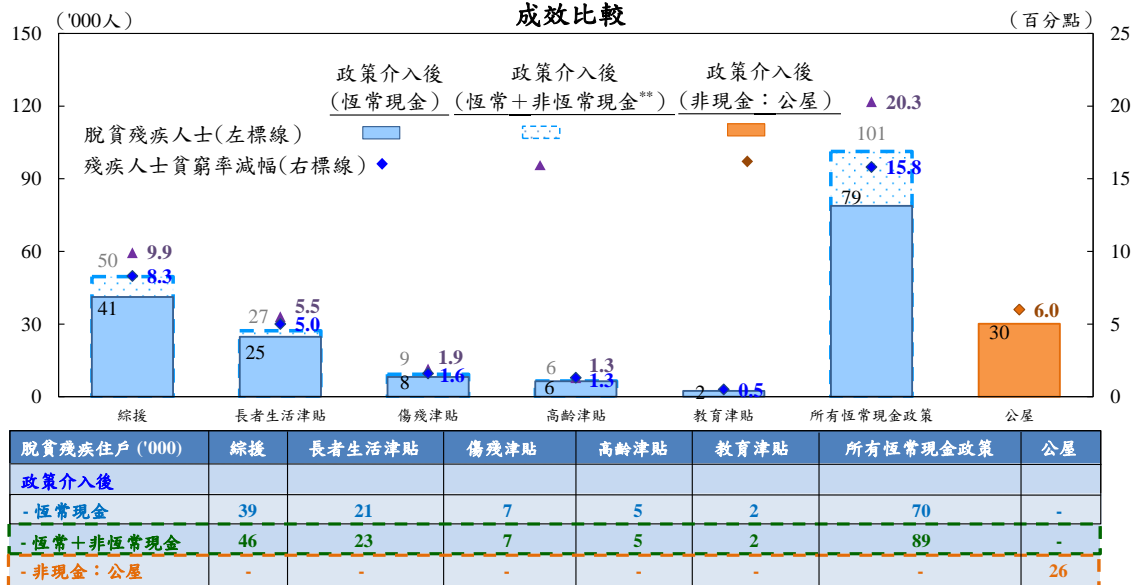 成效比較
('000人)
(百分點)
150
120
90
60
30
0
25
20
15
10
5
0
政策介入後 政策介入後 政策介入後
(恆常現金) (恆常＋非恆常現金**) (非現金：公屋)
脫貧殘疾人士(左標線)
殘疾人士貧窮率減幅(右標線)
50 9.9 8.3 41
27 5.5 5.0 25
9 1.9 1.6 8
6 1.3 1.3 6
2 0.5
101 20.3 15.8 79
6.0 30
綜援 長者生活津貼 傷殘津貼 高齡津貼 教育津貼 所有恆常現金政策 公屋
脫貧殘疾住戶 ('000) 綜援 長者生活津貼 傷殘津貼 高齡津貼 教育津貼 所有恆常現金政策 公屋
政策介入後
- 恆常現金 39 21 7 5 2 70 -
- 恆常＋非恆常現金 46 23 7 5 2 89 -
- 非現金：公屋 - - - - - - 26